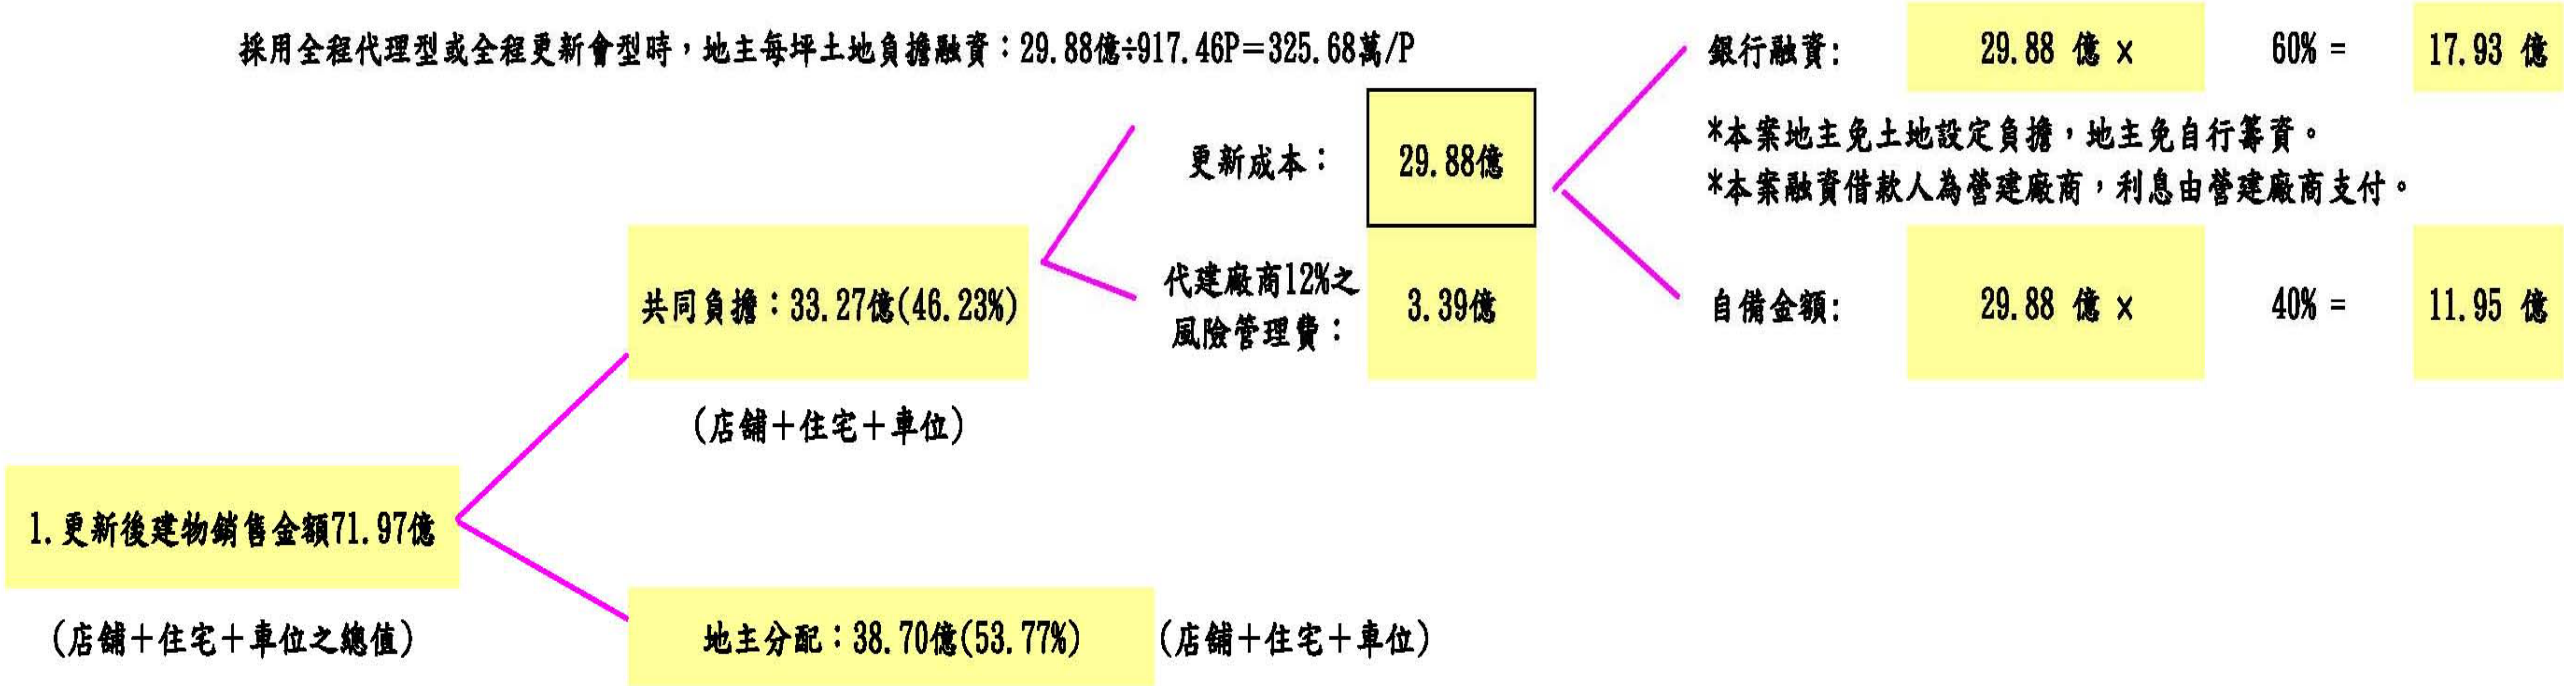 採用全程代理型或全程更新會型時，地主每坪土地負擔融資：29.88億÷917.46P＝325.68萬/P
銀行融資: 29.88 億 × 60% = 17.93 億
*本案地主免土地設定負擔，地主免自行籌資。
*本案融資借款人為營建廠商，利息由營建廠商支付。
更新成本： 29.88億
代建廠商12%之
風險管理費：
3.39億
自備金額: 29.88 億 × 40% = 11.95 億
共同負擔：33.27億(46.23%)
(店舖＋住宅＋車位)
1.更新後建物銷售金額71.97億
(店舖＋住宅＋車位之總值)
地主分配：38.70億(53.77%) (店舖＋住宅＋車位)